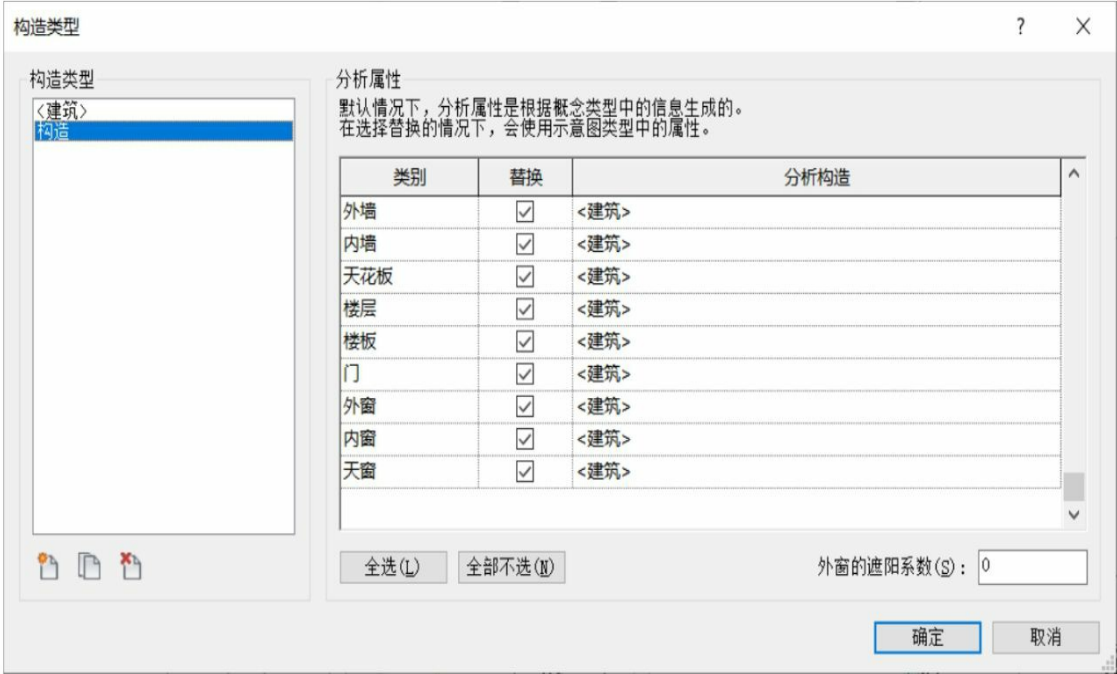 构造类型
?
构造类型
<建筑>
构造
分析属性
默认情况下，分析属性是根据概念类型中的信息生成的。
在选择替换的情况下，会使用示意图类型中的属性。
类别 替换 分析构造
外墙 <建筑>
内墙 <建筑>
天花板 <建筑>
楼层 <建筑>
楼板 <建筑>
门 <建筑>
外窗 <建筑>
内窗 <建筑>
天窗 <建筑>
全选(L) 全部不选(N) 外窗的遮阳系数(S): 0
确定 取消